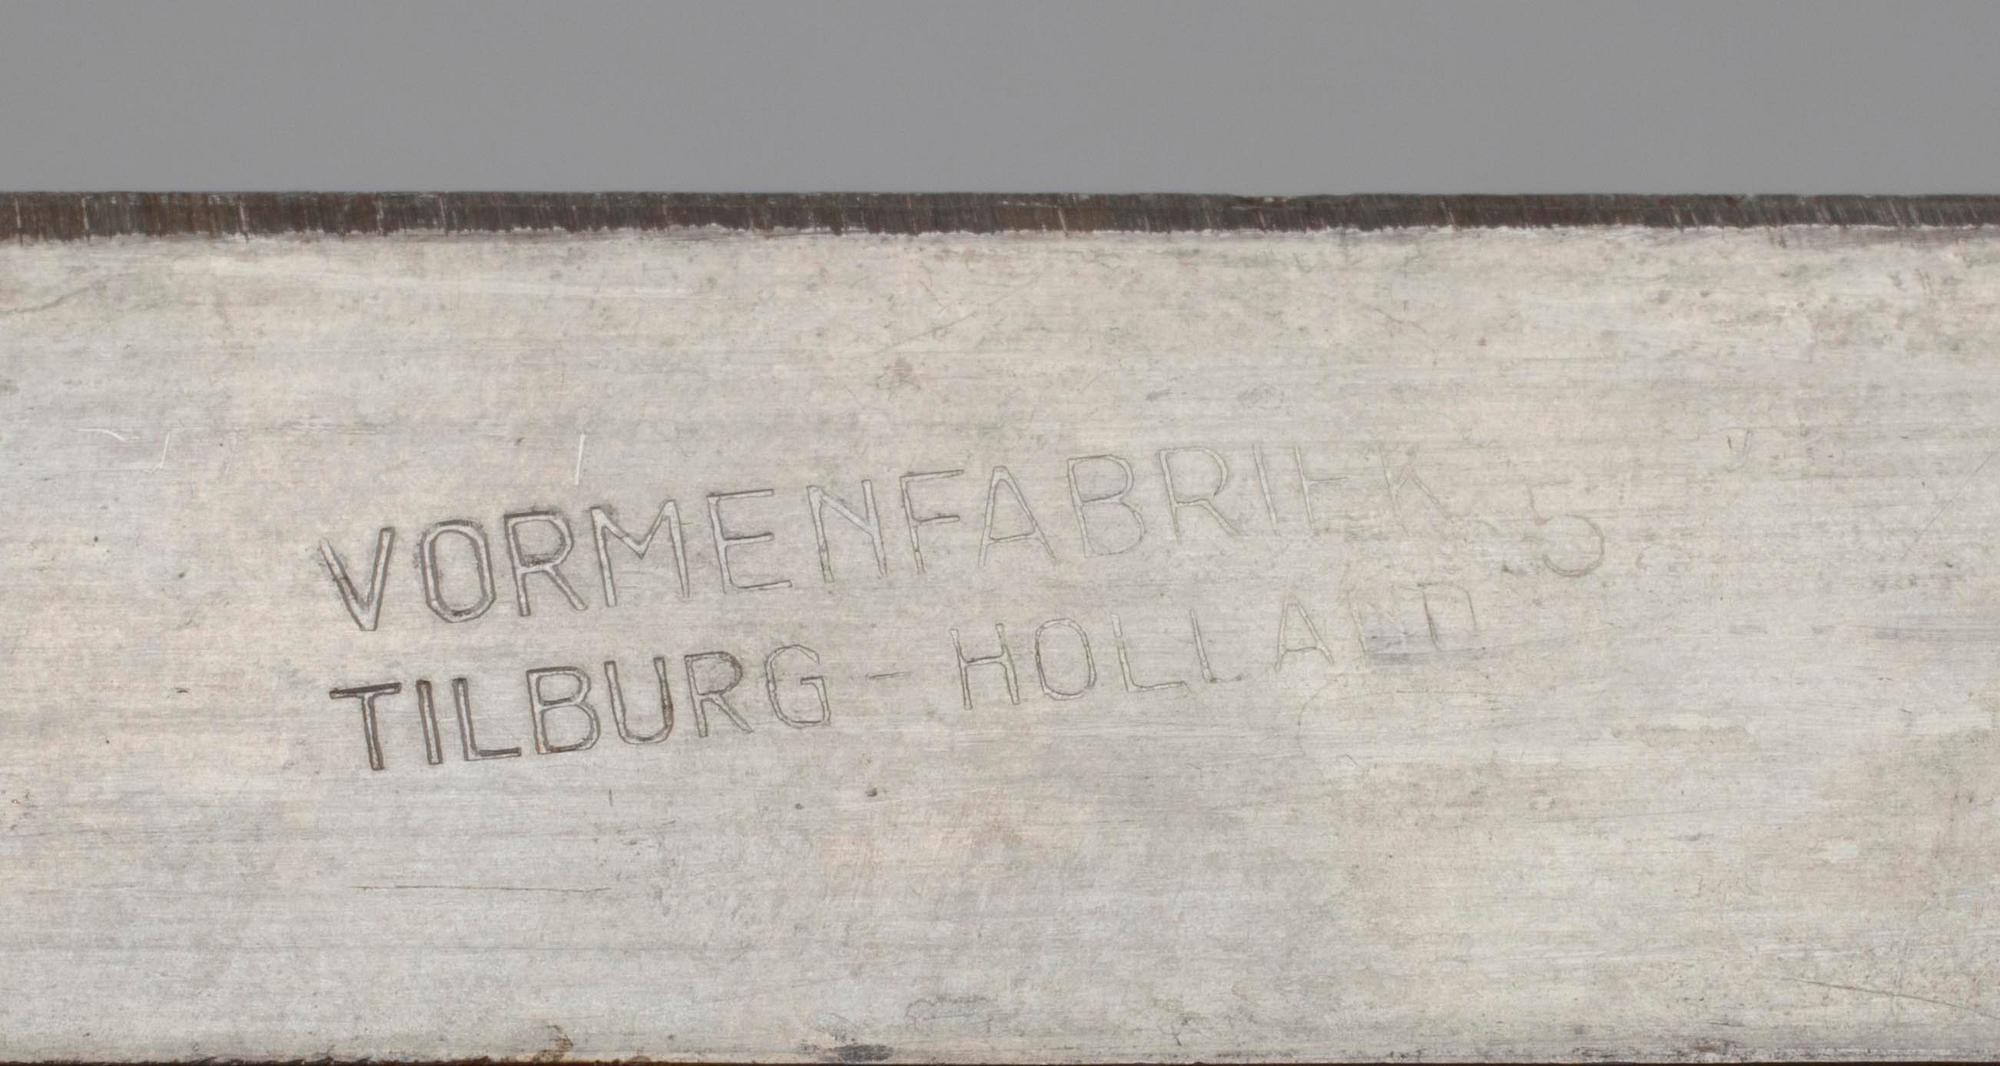 VORMENFABRIEK 5
TILBURG - HOLLAND